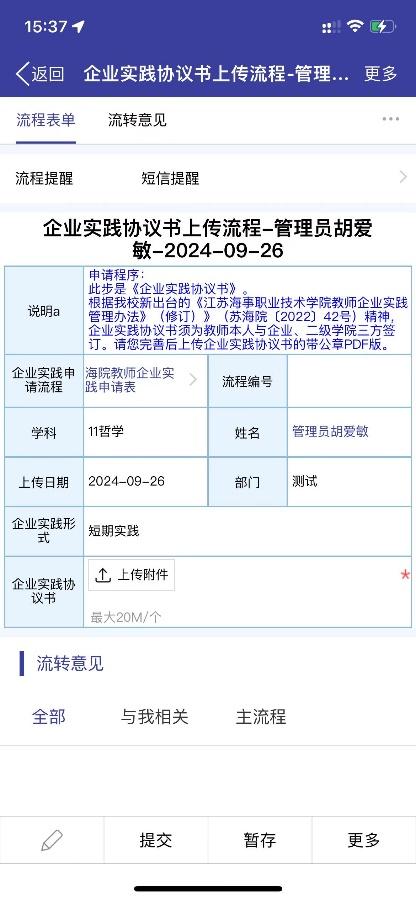 15:37
返回 企业实践协议书上传流程-管理... 更多
流程表单 流转意见
流程提醒 短信提醒
企业实践协议书上传流程-管理员胡爱
敏-2024-09-26
说明a
申请程序：
此步是《企业实践协议书》。
根据我校新出台的《江苏海事职业技术学院教师企业实践
管理办法》（修订）》（苏海院〔2022〕42号）精神，
企业实践协议书须为教师本人与企业、二级学院三方签
订。请您完善后上传企业实践协议书的带公章PDF版。
企业实践申
请流程
海院教师企业实
践申请表
流程编号
学科 11哲学 姓名 管理员胡爱敏
上传日期 2024-09-26 部门 测试
企业实践形
式
短期实践
企业实践协
议书
上传附件 *
最大20M/个
流转意见
全部 与我相关 主流程
提交 暂存 更多